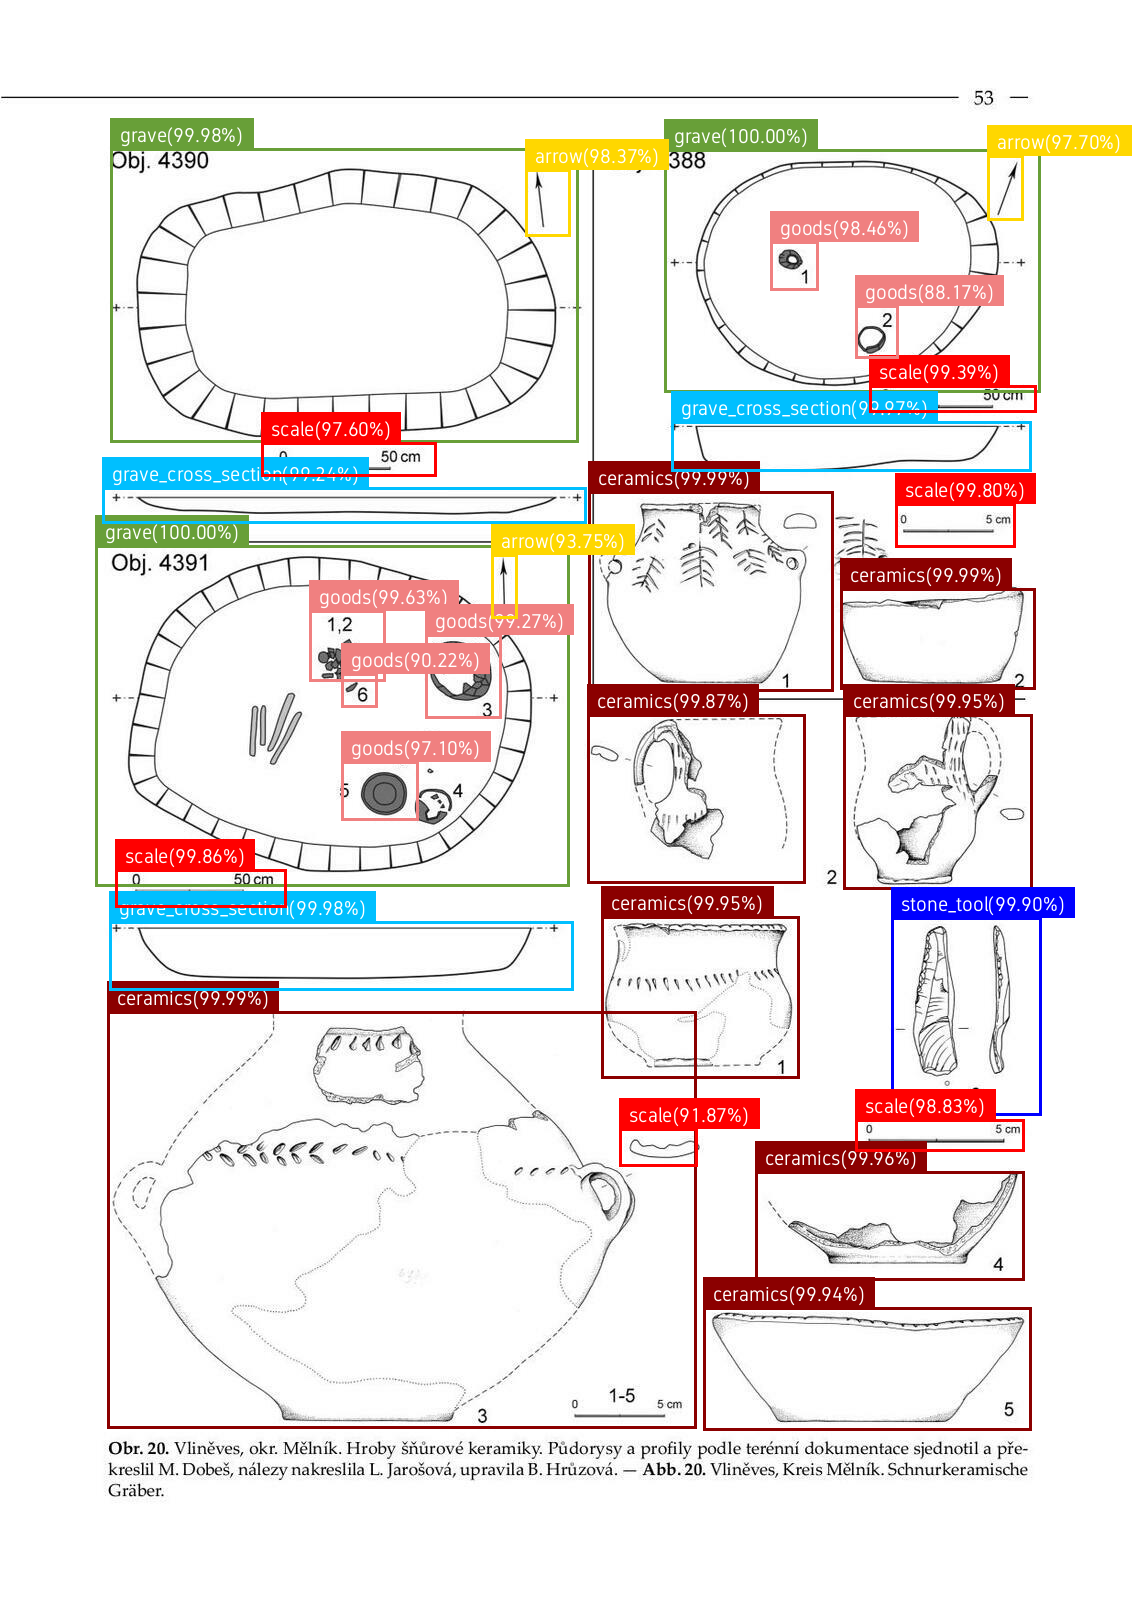 53
grave(99.98%)
grave(100.00%)
arrow(98.37%)
arrow(97.70%)
Obj. 4390
388
goods(98.46%)
1
goods(88.17%)
2
scale(99.39%)
50 cm
scale(97.60%)
0 50 cm
grave_cross_section(99.97%)
grave_cross_section(99.24%)
ceramics(99.99%)
scale(99.80%)
0 5 cm
1
ceramics(99.99%)
2
grave(100.00%)
arrow(93.75%)
Obj. 4391
goods(99.63%)
1,2
goods(99.27%)
goods(90.22%)
6
3
goods(97.10%)
5
4
scale(99.86%)
0 50 cm
grave_cross_section(99.98%)
ceramics(99.87%)
ceramics(99.95%)
2
ceramics(99.95%)
1
stone_tool(99.90%)
scale(98.83%)
0 5 cm
ceramics(99.99%)
scale(91.87%)
ceramics(99.96%)
4
ceramics(99.94%)
5
1-5
0 5 cm
3
Obr. 20. Vliněves, okr. Mělník. Hroby šňůrové keramiky. Půdorysy a profily podle terénní dokumentace sjednotil a pře-
kreslil M. Dobeš, nálezy nakreslila L. Jarošová, upravila B. Hrůzová. — Abb. 20. Vliněves, Kreis Mělník. Schnurkeramische
Gräber.